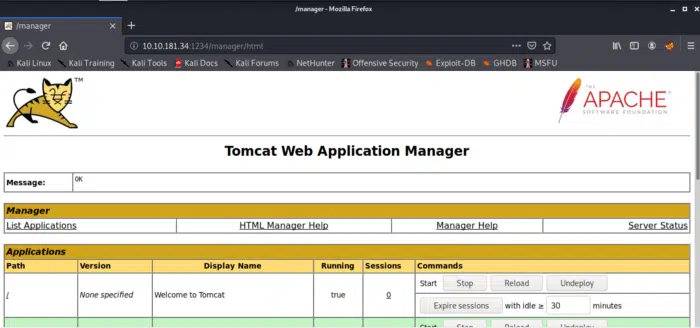 /manager - Mozilla Firefox
/manager
10.10.181.34:1234/manager/html
Kali Linux Kali Training Kali Tools Kali Docs Kali Forums NetHunter Offensive Security Exploit-DB GHDB MSFU
TM
THE
APACHE
SOFTWARE FOUNDATION
Tomcat Web Application Manager
Message: OK
Manager
List Applications HTML Manager Help Manager Help Server Status
Applications
Path Version Display Name Running Sessions Commands
/ None specified Welcome to Tomcat true 0 Start Stop Reload Undeploy
Expire sessions with idle ≥ 30 minutes
Start Stop Reload Undeploy